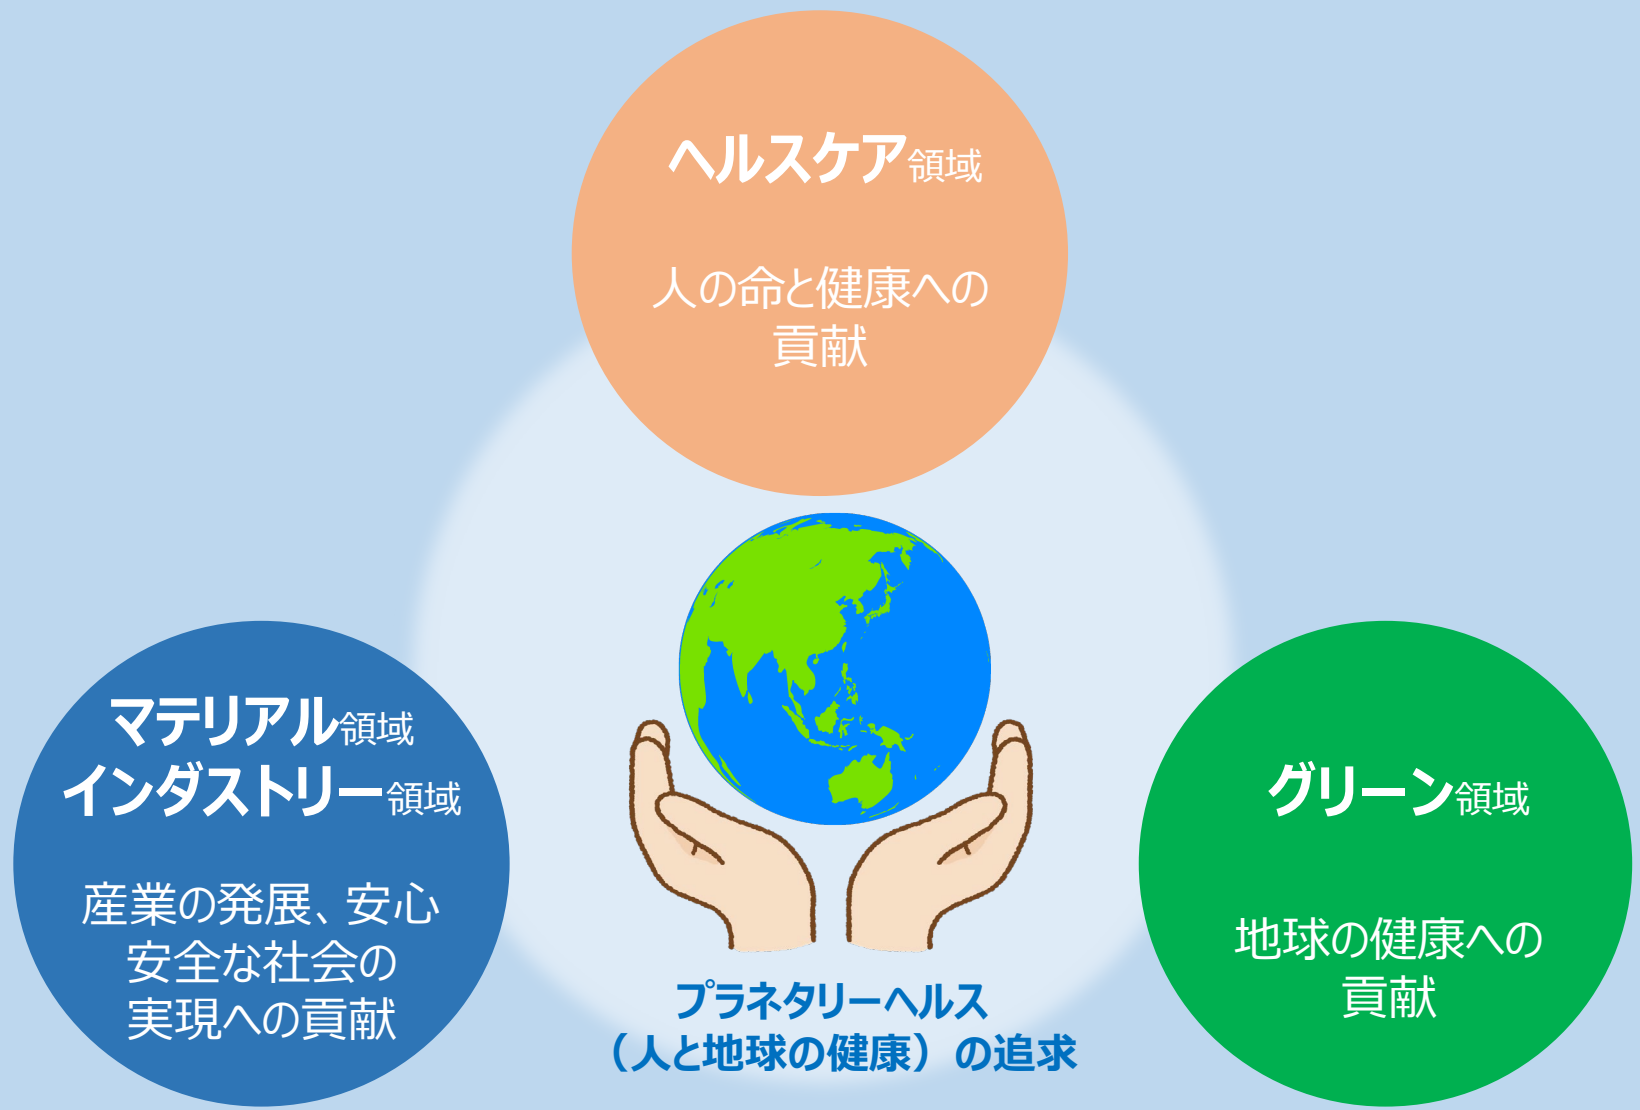 ヘルスケア領域
人の命と健康への
貢献
マテリアル領域
インダストリー領域
産業の発展、安心
安全な社会の
実現への貢献
グリーン領域
地球の健康への
貢献
プラネタリーヘルス
（人と地球の健康）の追求